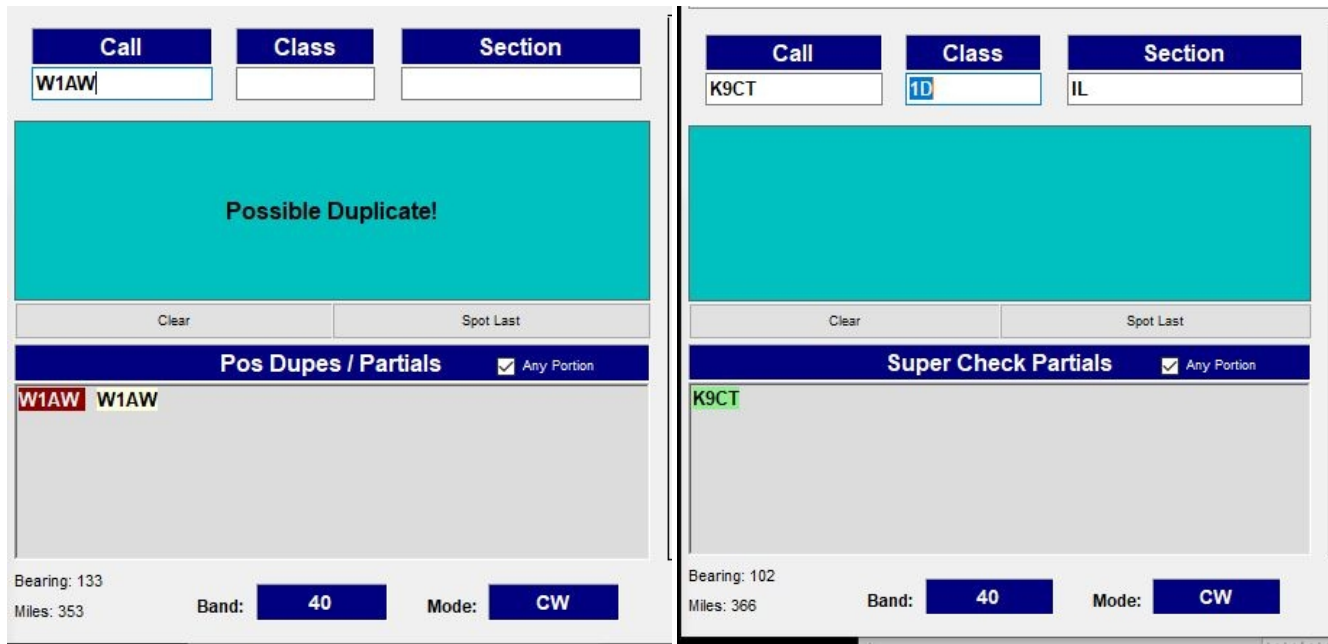 Call Class Section
W1AW
Possible Duplicate!
Clear Spot Last
Pos Dupes / Partials Any Portion
W1AW W1AW
Bearing: 133
Miles: 353 Band: 40 Mode: CW
Call Class Section
K9CT 1D IL
Clear Spot Last
Super Check Partials Any Portion
K9CT
Bearing: 102
Miles: 366 Band: 40 Mode: CW